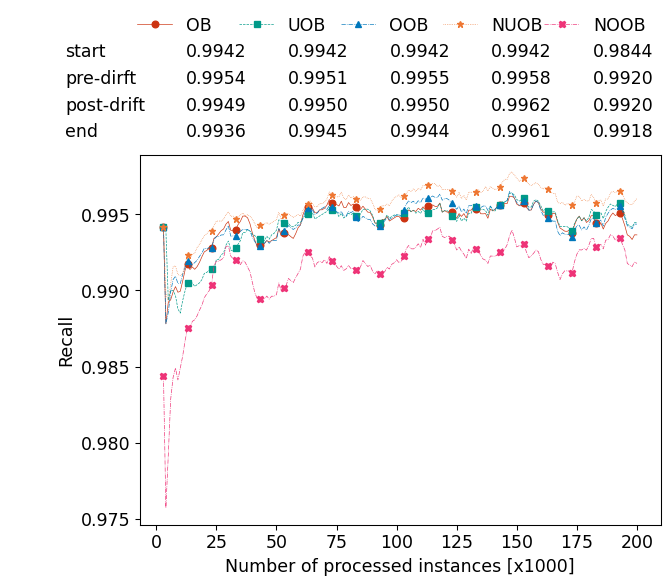 OB UOB OOB NUOB NOOB
start 0.9942 0.9942 0.9942 0.9942 0.9844
pre-dirft 0.9954 0.9951 0.9955 0.9958 0.9920
post-drift 0.9949 0.9950 0.9950 0.9962 0.9920
end 0.9936 0.9945 0.9944 0.9961 0.9918
0.995
0.990
0.985
0.980
0.975
Recall
0 25 50 75 100 125 150 175 200
Number of processed instances [x1000]